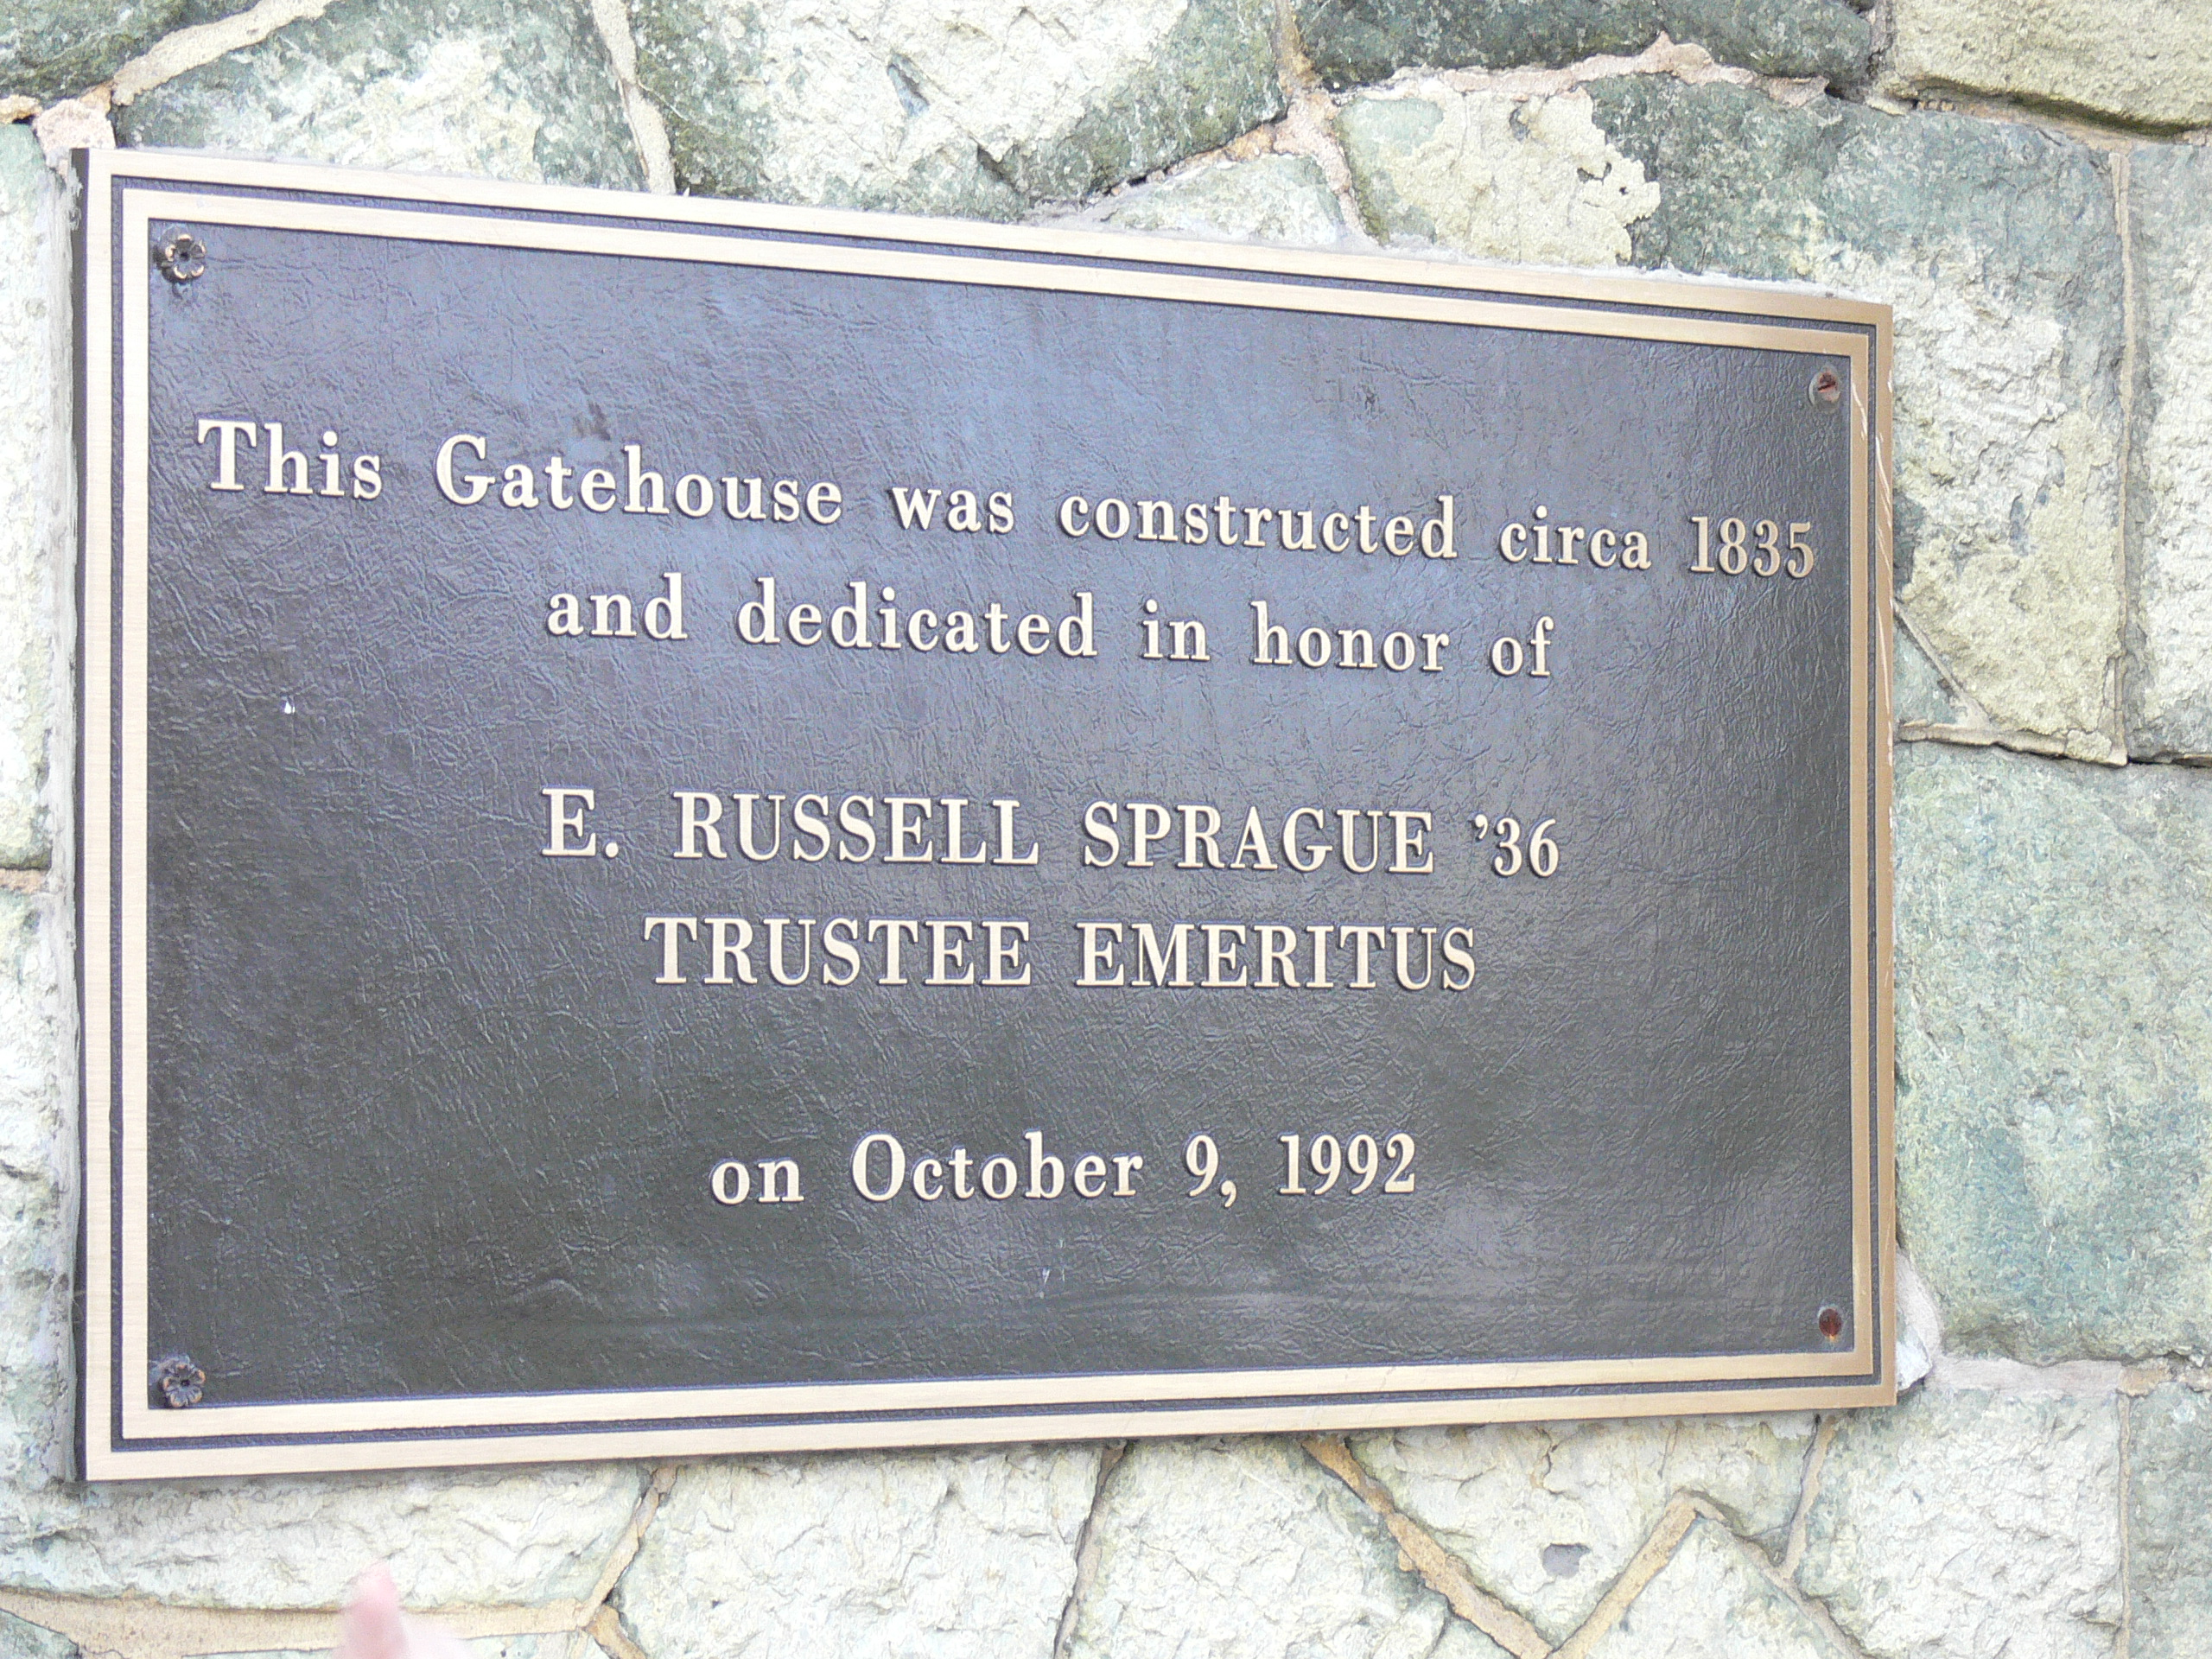 This Gatehouse was constructed circa 1835
and dedicated in honor of
E. RUSSELL SPRAGUE '36
TRUSTEE EMERITUS
on October 9, 1992